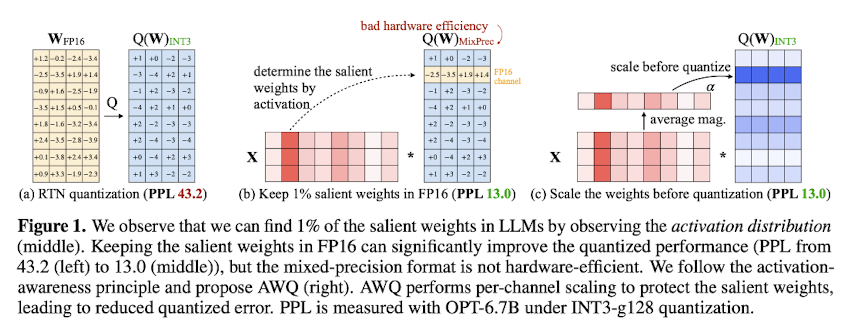 W_FP16
+1.2 −0.2 −2.4 −3.4
−2.5 −3.5 +1.9 +1.4
−0.9 +1.6 −2.5 −1.9
−3.5 +1.5 +0.5 −0.1
+1.8 −1.6 −3.2 −3.4
+2.4 −3.5 −2.8 −3.9
+0.1 −3.8 +2.4 +3.4
+0.9 +3.3 −1.9 −2.3
Q
Q(W)_INT3
+1 +0 −2 −3
−3 −4 +2 +1
−1 +2 −3 −2
−4 +2 +1 +0
+2 −2 −3 −3
+2 −4 −3 −4
+0 −4 +2 +3
+1 +3 −2 −2
(a) RTN quantization (PPL 43.2)
bad hardware efficiency
Q(W)_MixPrec
determine the salient
weights by
activation
+1 +0 −2 −3
−2.5 −3.5 +1.9 +1.4
−1 +2 −3 −2
−4 +2 +1 +0
+2 −2 −3 −3
+2 −4 −3 −4
+0 −4 +2 +3
+1 +3 −2 −2
FP16
channel
X
*
(b) Keep 1% salient weights in FP16 (PPL 13.0)
Q(W)_INT3
scale before quantize
α
average mag.
X
*
(c) Scale the weights before quantization (PPL 13.0)
Figure 1. We observe that we can find 1% of the salient weights in LLMs by observing the activation distribution
(middle). Keeping the salient weights in FP16 can significantly improve the quantized performance (PPL from
43.2 (left) to 13.0 (middle)), but the mixed-precision format is not hardware-efficient. We follow the activation-
awareness principle and propose AWQ (right). AWQ performs per-channel scaling to protect the salient weights,
leading to reduced quantized error. PPL is measured with OPT-6.7B under INT3-g128 quantization.